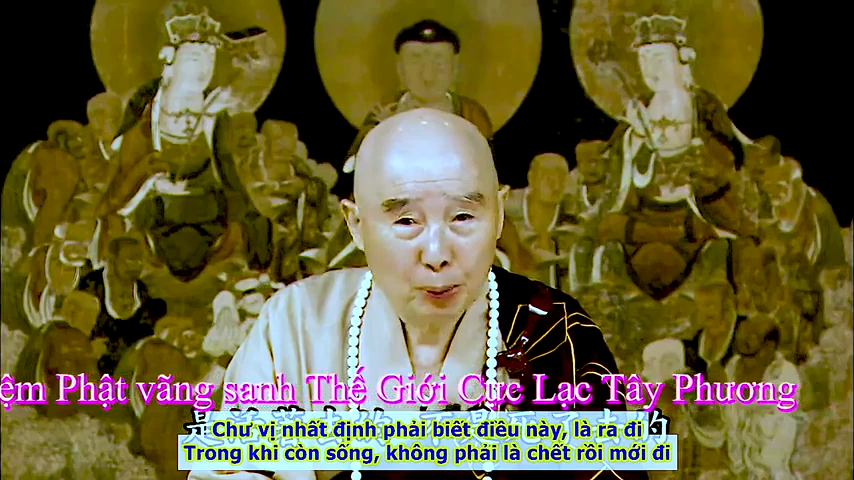 ệm Phật vãng sanh Thế Giới Cực Lạc Tây Phương
Chư vị nhất định phải biết điều này, là ra đi
Trong khi còn sống, không phải là chết rồi mới đi